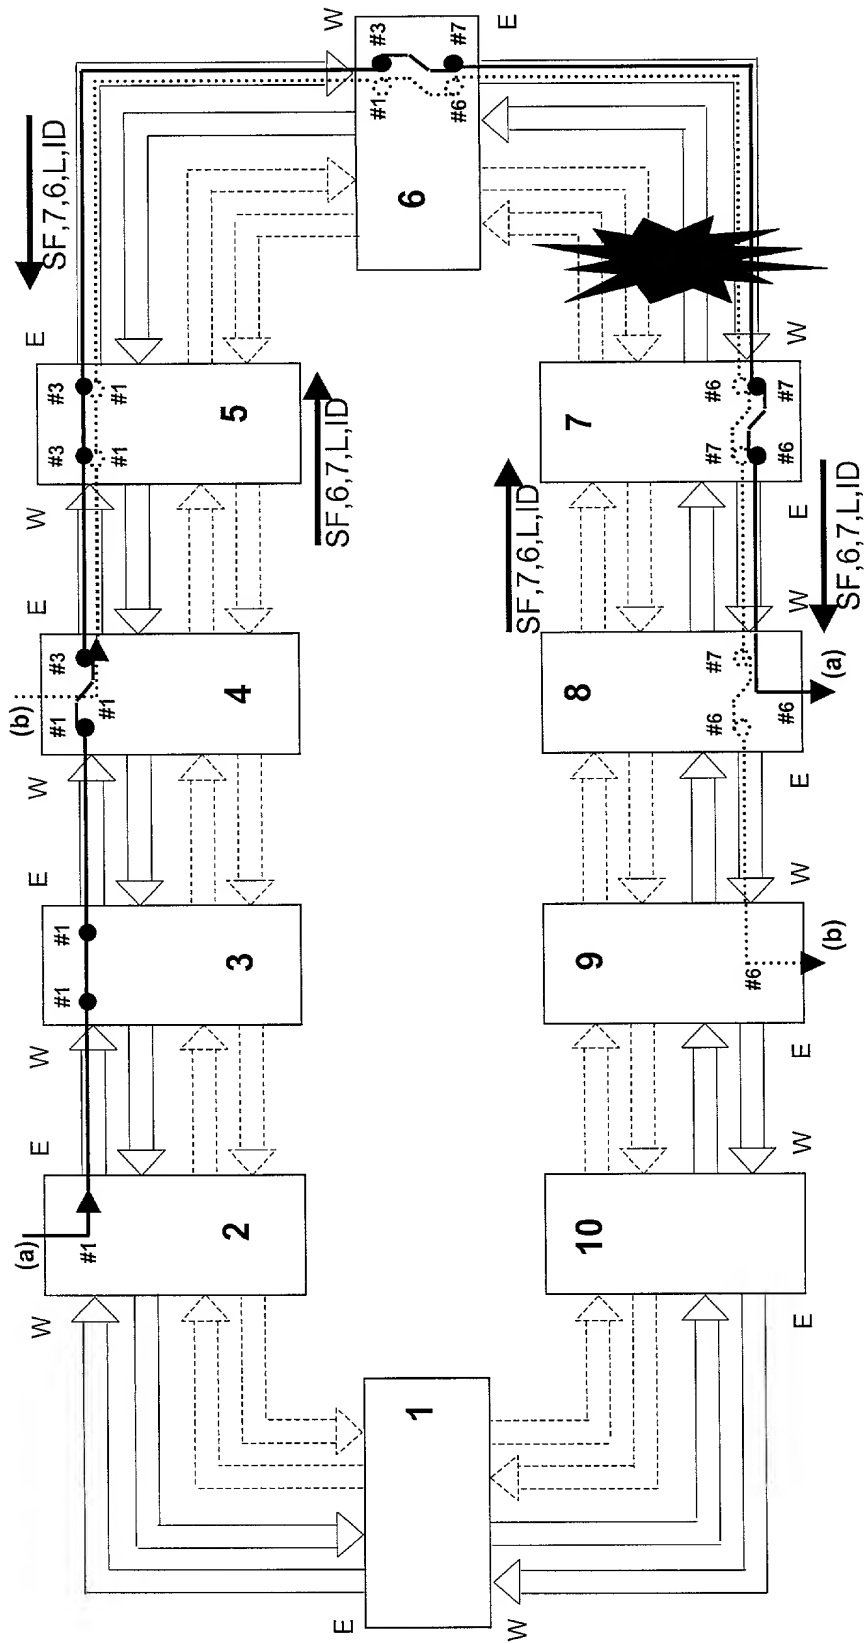 (a)
(b)
SF,7,6,L,ID
W
E
W
E
W
E
W
E
#1
#1
#1
#1
#1
#3
#3
#1
#3
#1
2
3
4
5
SF,6,7,L,ID
E
W
1
6
#1
#3
#6
#7
W
E
SF,7,6,L,ID
10
9
8
7
#6
#6
#7
#6
#7
#6
#6
#7
E
W
E
W
E
W
E
W
(b)
(a)
SF,6,7,L,ID